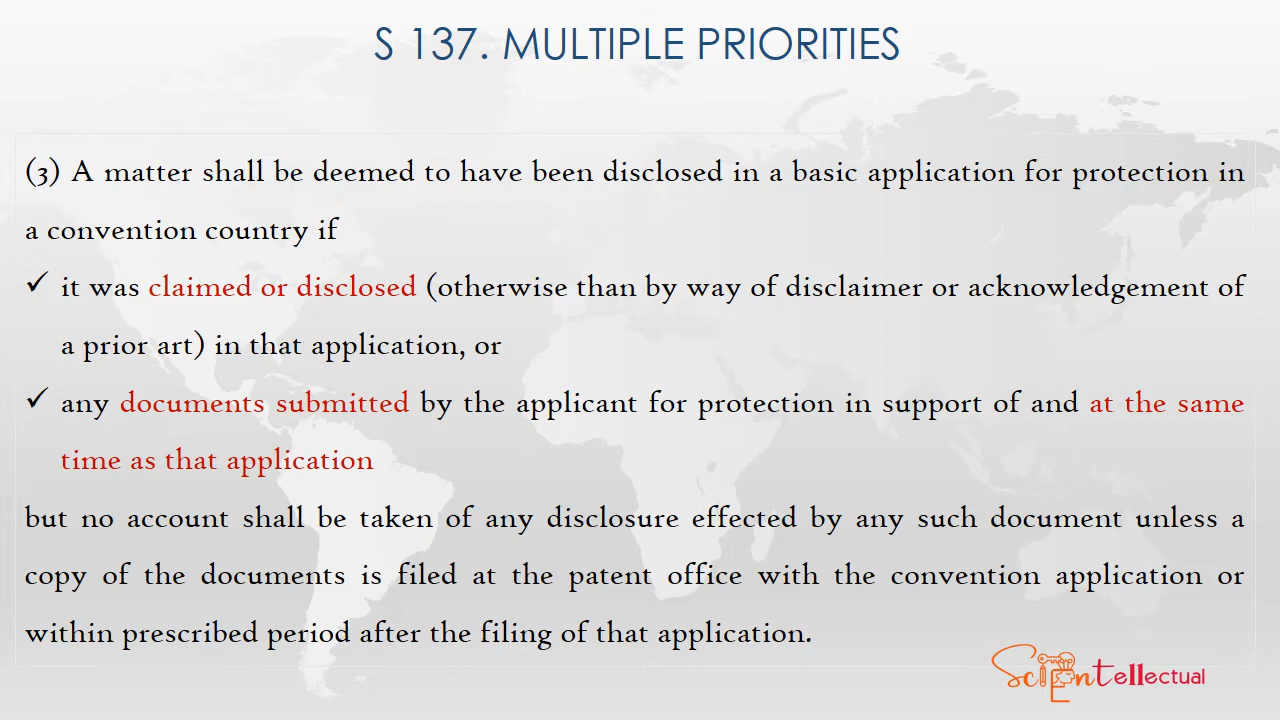 S 137. MULTIPLE PRIORITIES
(3) A matter shall be deemed to have been disclosed in a basic application for protection in
a convention country if
✓ it was claimed or disclosed (otherwise than by way of disclaimer or acknowledgement of
a prior art) in that application, or
✓ any documents submitted by the applicant for protection in support of and at the same
time as that application
but no account shall be taken of any disclosure effected by any such document unless a
copy of the documents is filed at the patent office with the convention application or
within prescribed period after the filing of that application.
Scientellectual